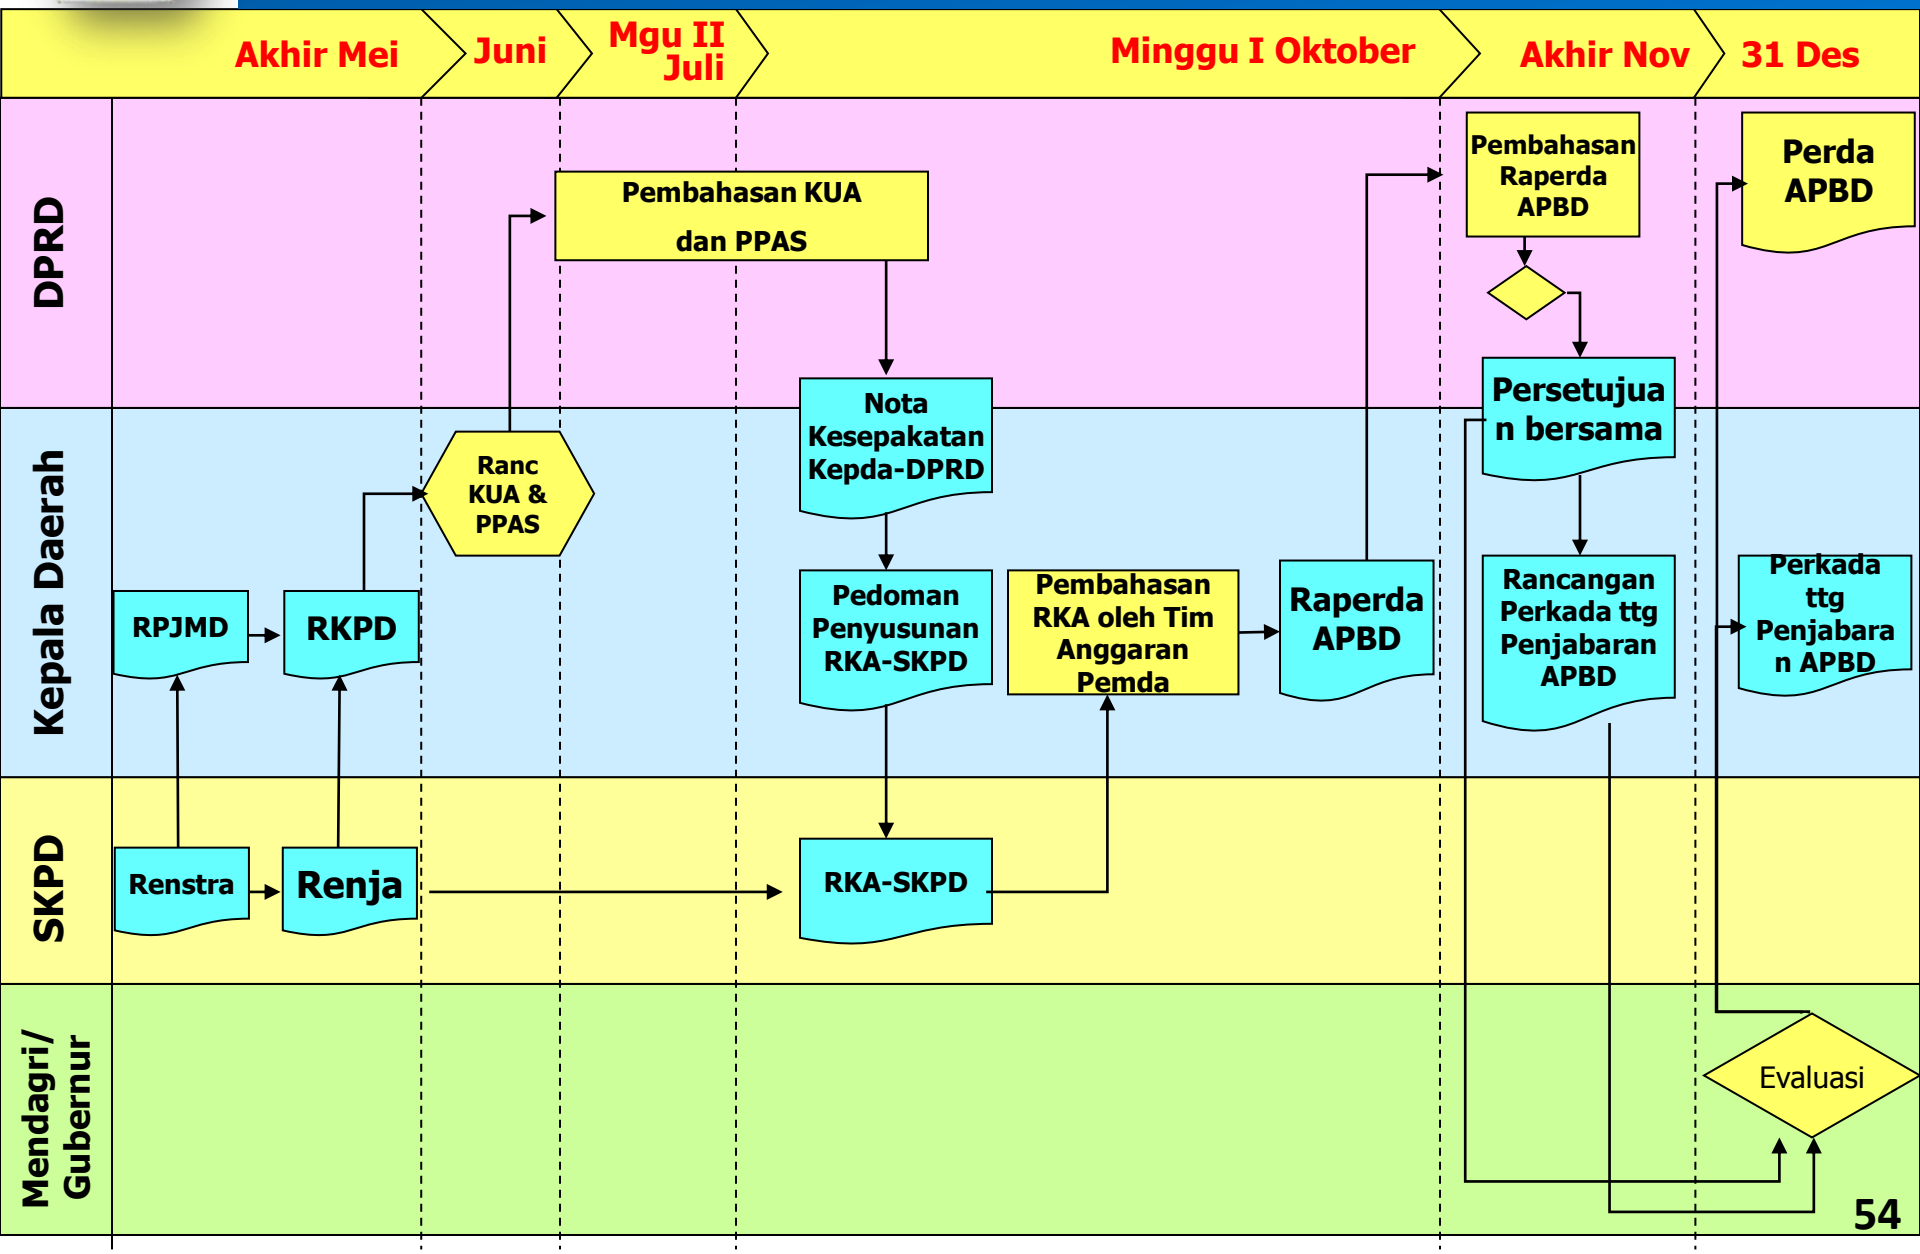 Akhir Mei
Juni
Mgu II
Juli
Minggu I Oktober
Akhir Nov
31 Des
DPRD
Pembahasan KUA
dan PPAS
Pembahasan
Raperda
APBD
Perda
APBD
Nota
Kesepakatan
Kepda-DPRD
Persetujua
n bersama
Kepala Daerah
Ranc
KUA &
PPAS
RPJMD
RKPD
Pedoman
Penyusunan
RKA-SKPD
Pembahasan
RKA oleh Tim
Anggaran
Pemda
Raperda
APBD
Rancangan
Perkada ttg
Penjabaran
APBD
Perkada
ttg
Penjabara
n APBD
SKPD
Renstra
Renja
RKA-SKPD
Mendagri/
Gubernur
Evaluasi
54